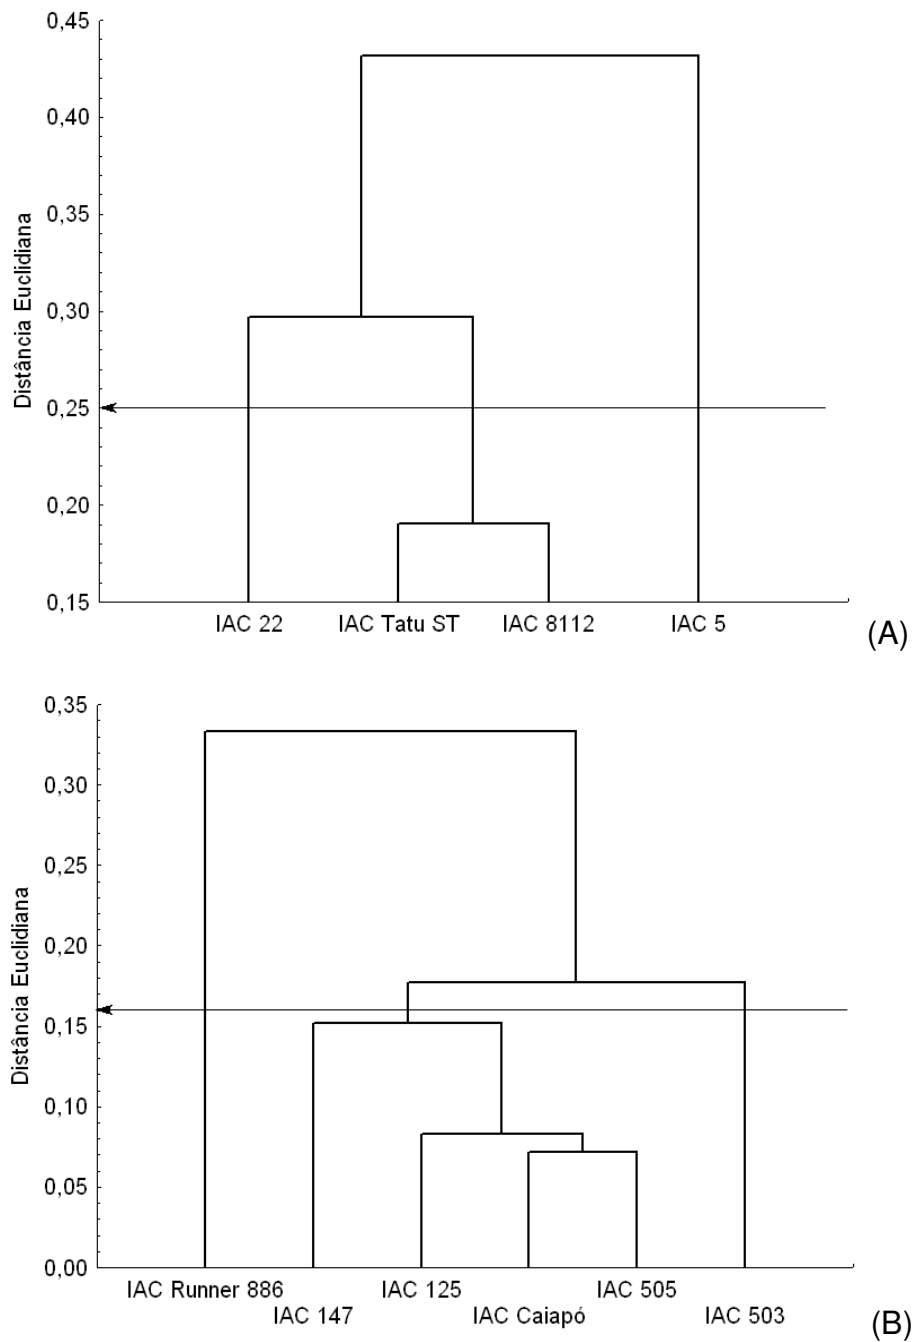 0,45
0,40
0,35
0,30
0,25
0,20
0,15
Distância Euclidiana
IAC 22 IAC Tatu ST IAC 8112 IAC 5
(A)
0,35
0,30
0,25
0,20
0,15
0,10
0,05
0,00
Distância Euclidiana
IAC Runner 886 IAC 125 IAC 505
IAC 147 IAC Caiapó IAC 503
(B)